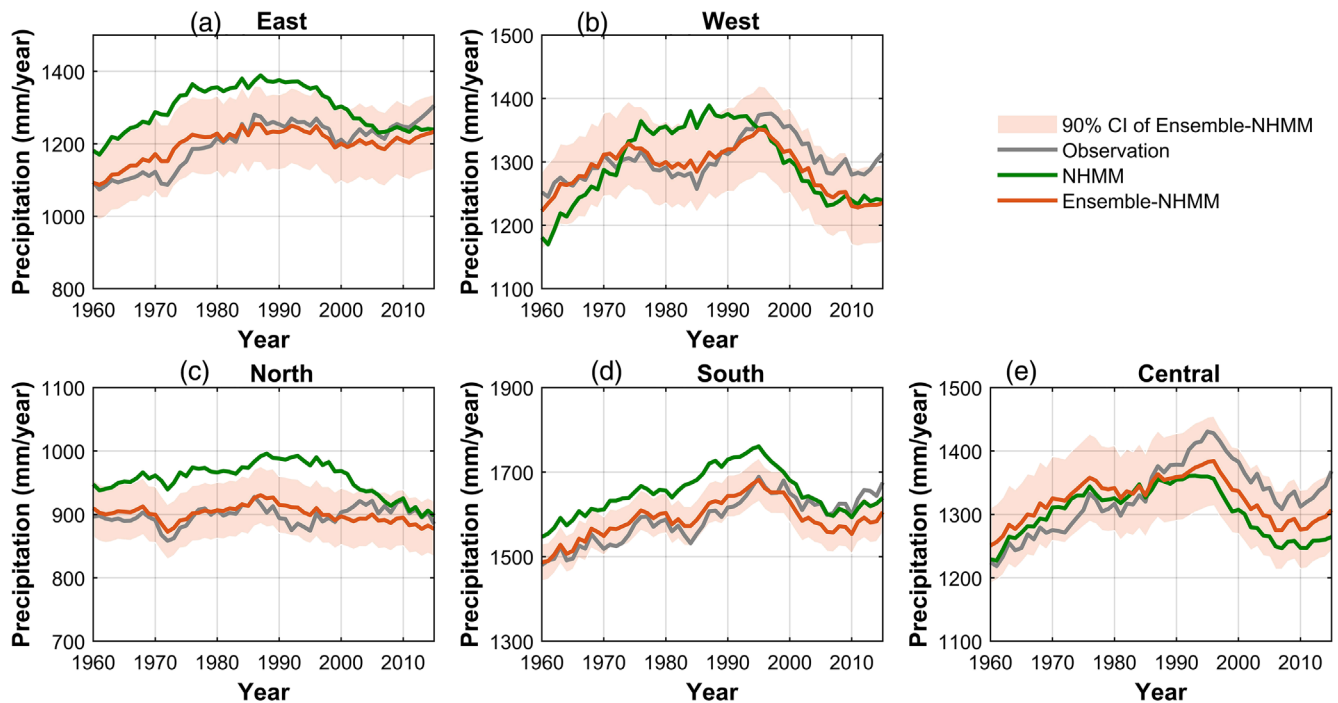 (a) East
Precipitation (mm/year)
1400
1200
1000
800
1960 1970 1980 1990 2000 2010
Year
(b) West
Precipitation (mm/year)
1500
1400
1300
1200
1100
1960 1970 1980 1990 2000 2010
Year
90% CI of Ensemble-NHMM
Observation
NHMM
Ensemble-NHMM
(c) North
Precipitation (mm/year)
1100
1000
900
800
700
1960 1970 1980 1990 2000 2010
Year
(d) South
Precipitation (mm/year)
1900
1700
1500
1300
1960 1970 1980 1990 2000 2010
Year
(e) Central
Precipitation (mm/year)
1500
1400
1300
1200
1100
1960 1970 1980 1990 2000 2010
Year